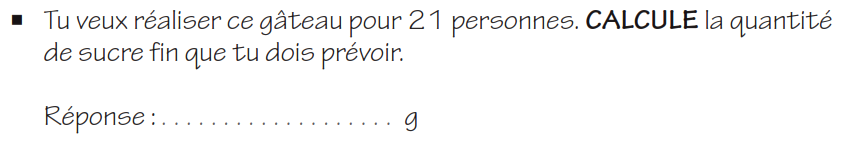 ▪ Tu veux réaliser ce gâteau pour 21 personnes. CALCULE la quantité
de sucre fin que tu dois prévoir.
Réponse : . . . . . . . . . . . . . . . . . . . g